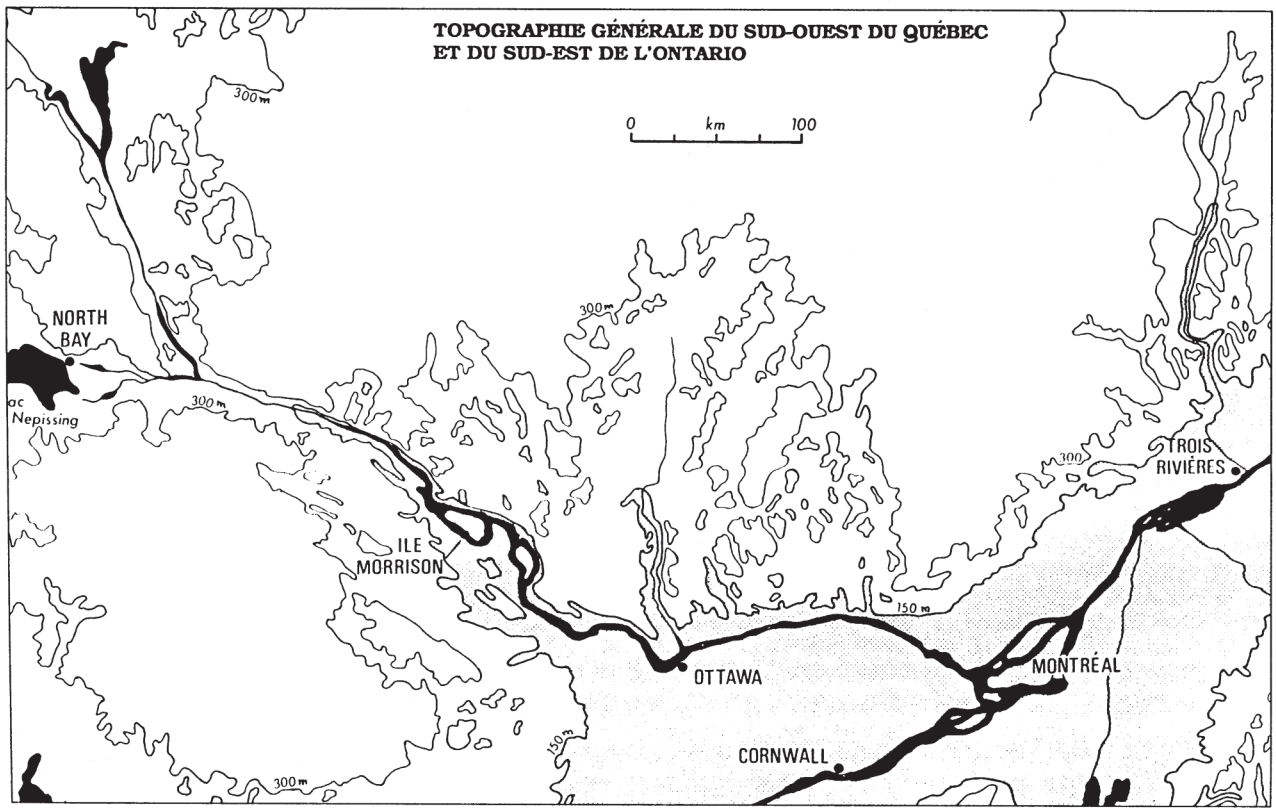 TOPOGRAPHIE GÉNÉRALE DU SUD-OUEST DU QUÉBEC
ET DU SUD-EST DE L'ONTARIO
300 m
0 km 100
NORTH
BAY
300 m
ac
Nepissing
300 m
TROIS
RIVIÈRES
300
ILE
MORRISON
150 m
MONTRÉAL
OTTAWA
150 m
CORNWALL
300 m